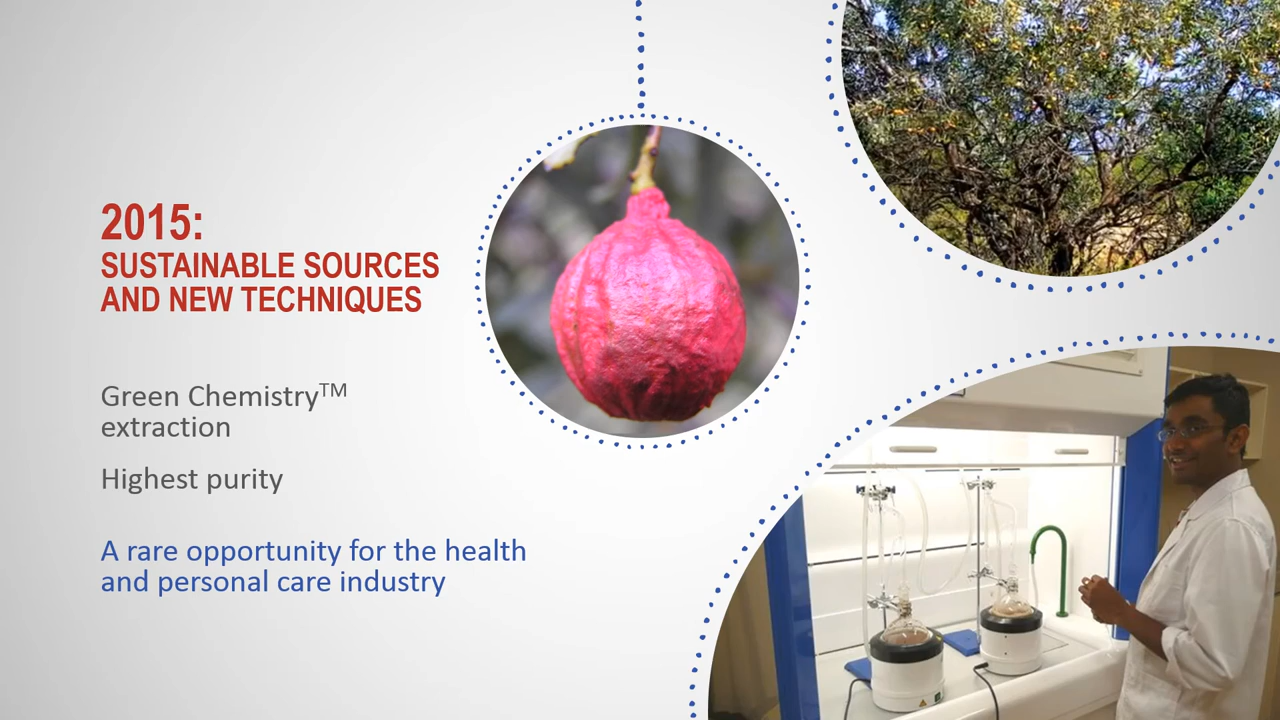 2015:
SUSTAINABLE SOURCES
AND NEW TECHNIQUES
Green Chemistry™
extraction
Highest purity
A rare opportunity for the health
and personal care industry